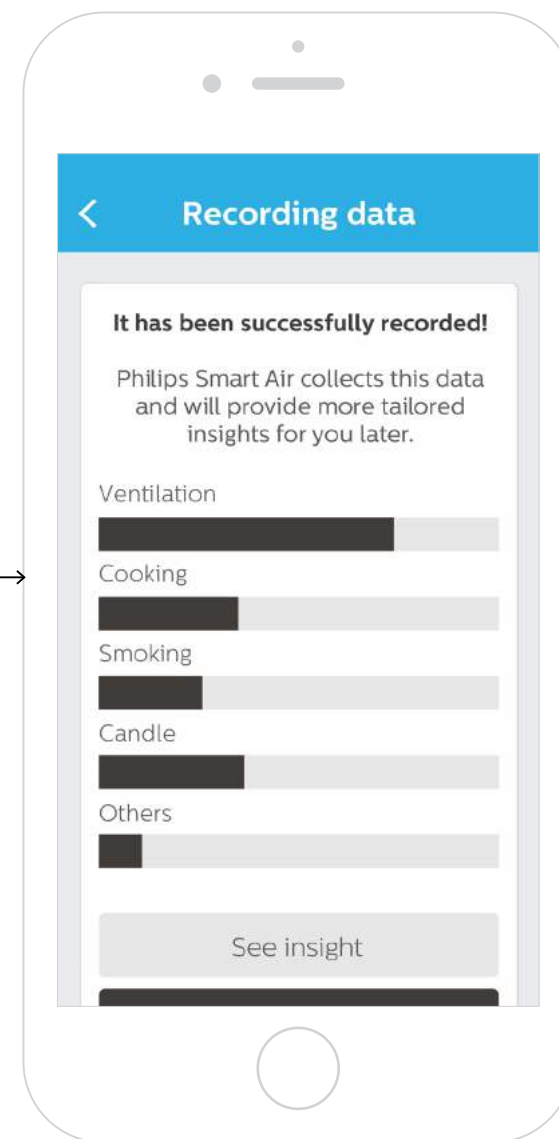 Recording data
It has been successfully recorded!
Philips Smart Air collects this data
and will provide more tailored
insights for you later.
Ventilation
Cooking
Smoking
Candle
Others
See insight